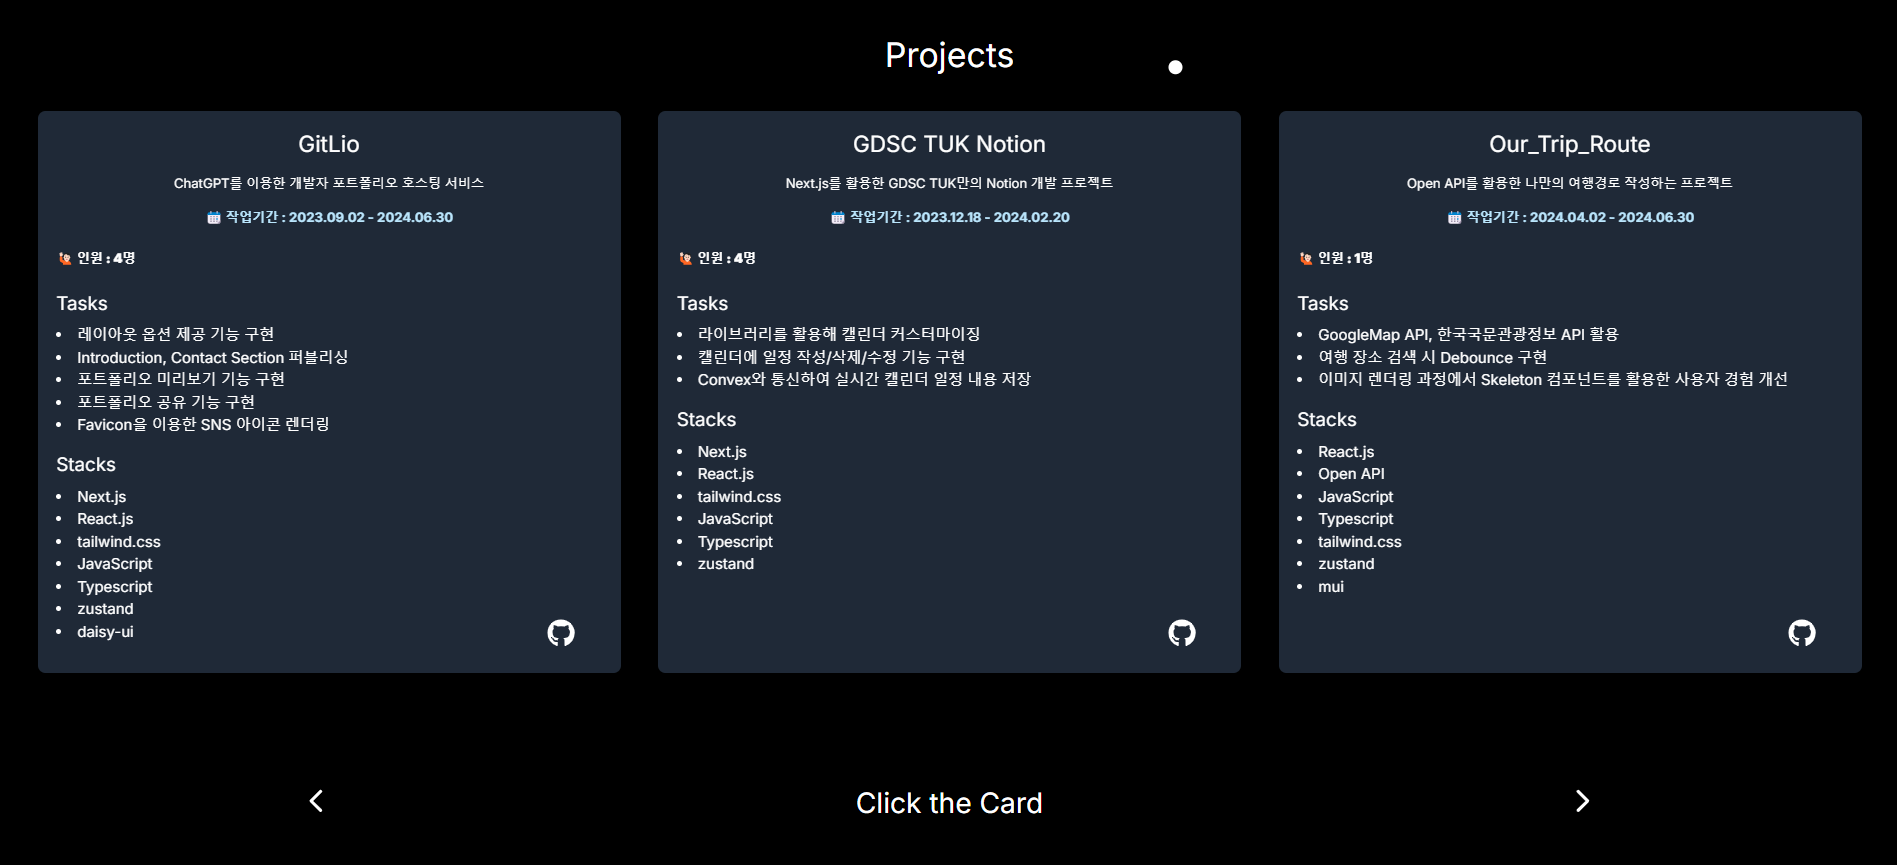 Projects
GitLio
ChatGPT를 이용한 개발자 포트폴리오 호스팅 서비스
작업기간 : 2023.09.02 - 2024.06.30
인원 : 4명
Tasks
레이아웃 옵션 제공 기능 구현
Introduction, Contact Section 퍼블리싱
포트폴리오 미리보기 기능 구현
포트폴리오 공유 기능 구현
Favicon을 이용한 SNS 아이콘 렌더링
Stacks
Next.js
React.js
tailwind.css
JavaScript
Typescript
zustand
daisy-ui
GDSC TUK Notion
Next.js를 활용한 GDSC TUK만의 Notion 개발 프로젝트
작업기간 : 2023.12.18 - 2024.02.20
인원 : 4명
Tasks
라이브러리를 활용해 캘린더 커스터마이징
캘린더에 일정 작성/삭제/수정 기능 구현
Convex와 통신하여 실시간 캘린더 일정 내용 저장
Stacks
Next.js
React.js
tailwind.css
JavaScript
Typescript
zustand
Our_Trip_Route
Open API를 활용한 나만의 여행경로 작성하는 프로젝트
작업기간 : 2024.04.02 - 2024.06.30
인원 : 1명
Tasks
GoogleMap API, 한국국문관광정보 API 활용
여행 장소 검색 시 Debounce 구현
이미지 렌더링 과정에서 Skeleton 컴포넌트를 활용한 사용자 경험 개선
Stacks
React.js
Open API
JavaScript
Typescript
tailwind.css
zustand
mui
Click the Card